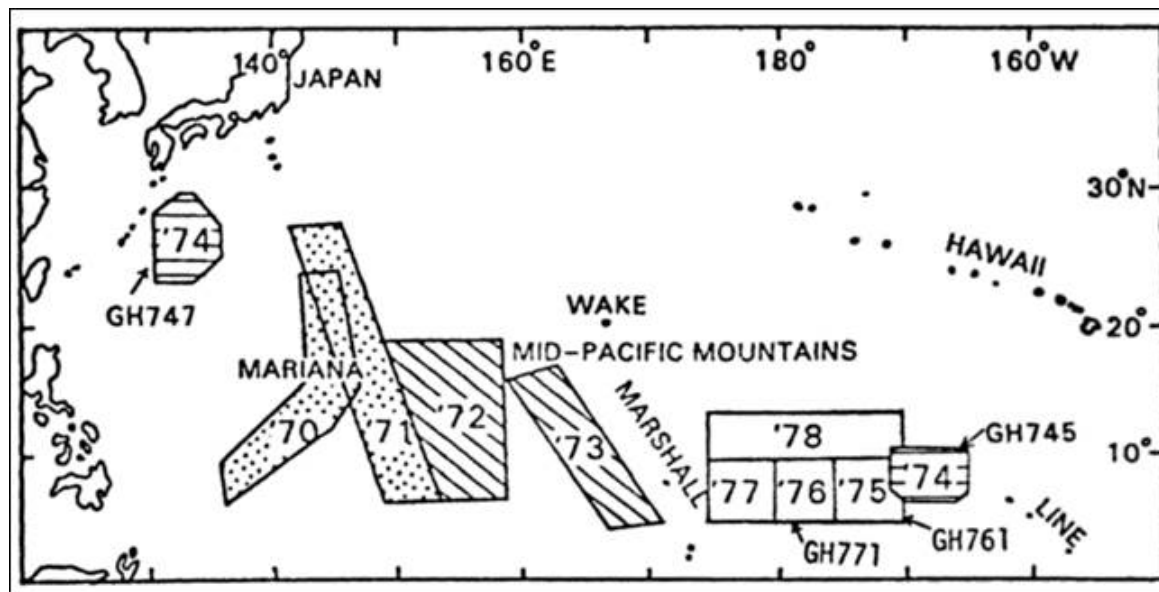 140°
160°E
180°
160°W
JAPAN
30°N
'74
HAWAII
GH747
WAKE
20°
MARIANA
MID-PACIFIC MOUNTAINS
'70
'71
'72
'73
MARSHALL
'78
GH745
10°
'77
'76
'75
'74
LINE
GH771
GH761